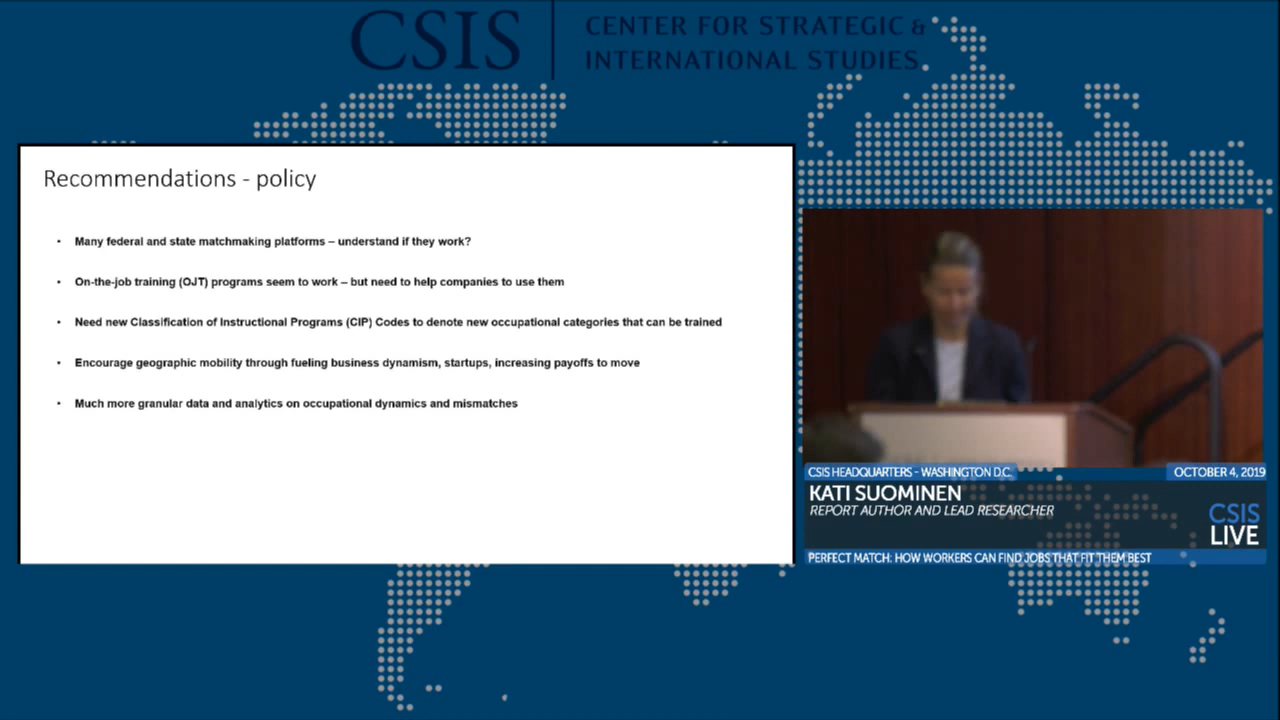 CSIS
CENTER FOR STRATEGIC &
INTERNATIONAL STUDIES
Recommendations - policy
• Many federal and state matchmaking platforms – understand if they work?
• On-the-job training (OJT) programs seem to work – but need to help companies to use them
• Need new Classification of Instructional Programs (CIP) Codes to denote new occupational categories that can be trained
• Encourage geographic mobility through fueling business dynamism, startups, increasing payoffs to move
• Much more granular data and analytics on occupational dynamics and mismatches
CSIS HEADQUARTERS - WASHINGTON D.C.
OCTOBER 4, 2019
KATI SUOMINEN
REPORT AUTHOR AND LEAD RESEARCHER
CSIS
LIVE
PERFECT MATCH: HOW WORKERS CAN FIND JOBS THAT FIT THEM BEST